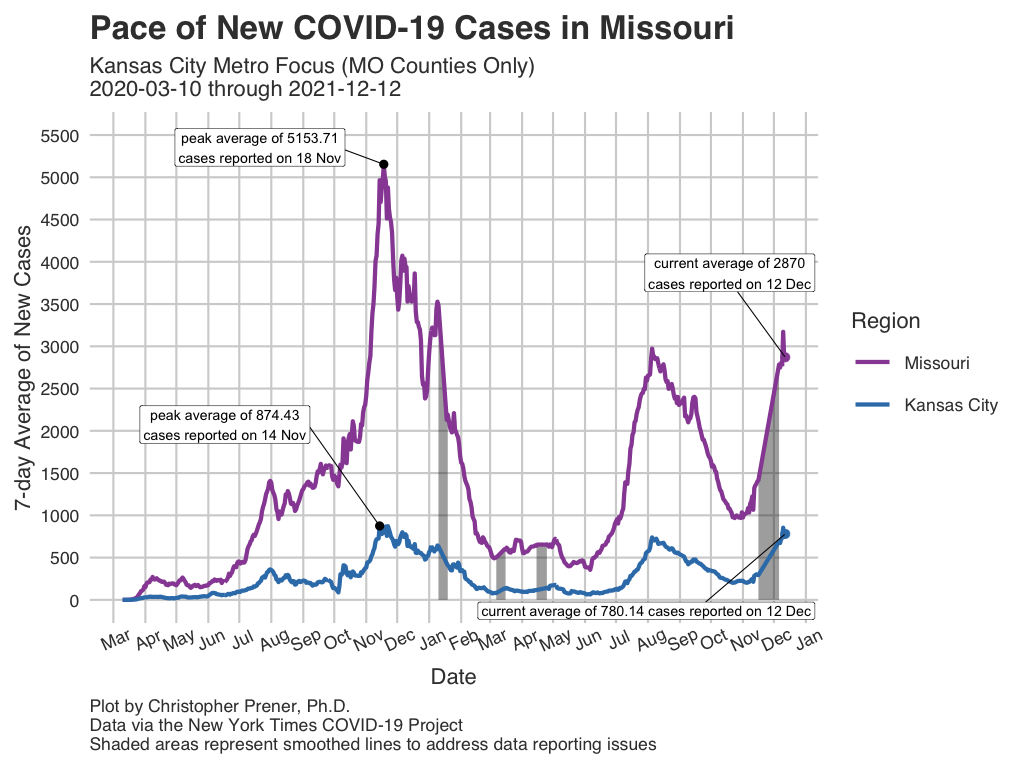 Pace of New COVID-19 Cases in Missouri
Kansas City Metro Focus (MO Counties Only)
2020-03-10 through 2021-12-12
7-day Average of New Cases
5500
5000
4500
4000
3500
3000
2500
2000
1500
1000
500
0
peak average of 5153.71
cases reported on 18 Nov
current average of 2870
cases reported on 12 Dec
peak average of 874.43
cases reported on 14 Nov
current average of 780.14 cases reported on 12 Dec
Mar Apr May Jun Jul Aug Sep Oct Nov Dec Jan Feb Mar Apr May Jun Jul Aug Sep Oct Nov Dec Jan
Date
Region
Missouri
Kansas City
Plot by Christopher Prener, Ph.D.
Data via the New York Times COVID-19 Project
Shaded areas represent smoothed lines to address data reporting issues